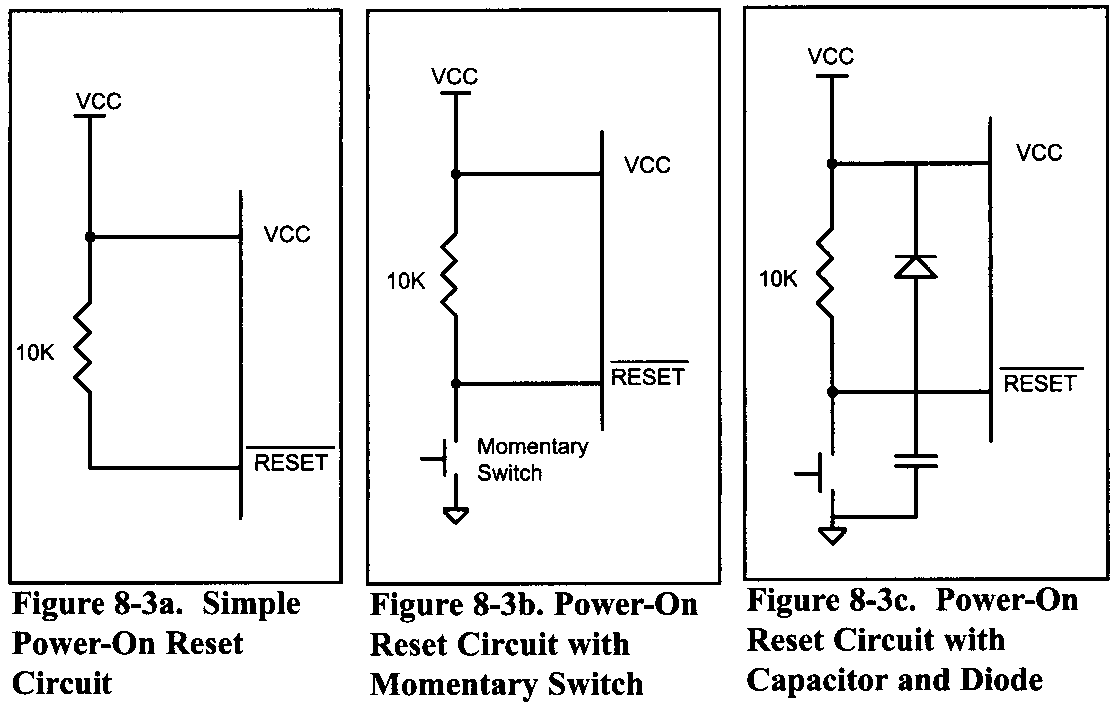 VCC
VCC
10K
RESET
Figure 8-3a. Simple
Power-On Reset
Circuit
VCC
VCC
10K
RESET
Momentary
Switch
Figure 8-3b. Power-On
Reset Circuit with
Momentary Switch
VCC
VCC
10K
RESET
Figure 8-3c. Power-On
Reset Circuit with
Capacitor and Diode